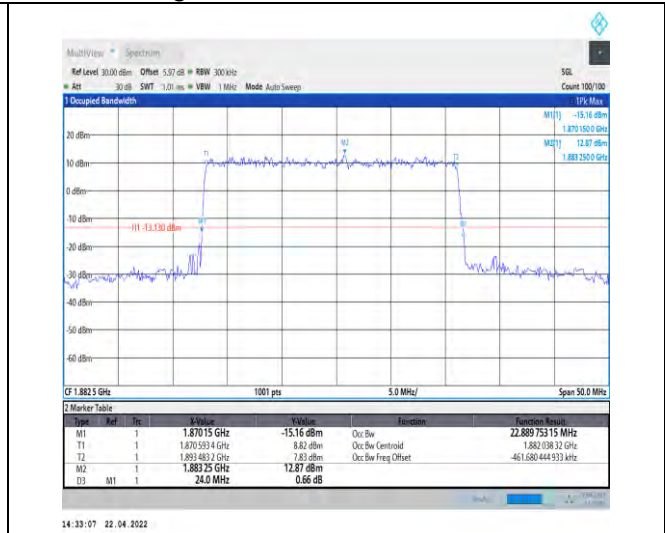 MultiView Spectrum
Ref Level 30.00 dBm Offset 5.97 dB RBW 300 kHz SGL
Att 30 dB SWT 1.01 ms VBW 1 MHz Mode Auto Sweep Count 100/100
1 Occupied Bandwidth 1Pk Max
M1[1] -15.16 dBm
1.870 150 0 GHz
M2[1] 12.87 dBm
1.883 250 0 GHz
20 dBm
M2
T1 T2
10 dBm
0 dBm
-10 dBm
M1
H1 -13.130 dBm
-20 dBm
-30 dBm
-40 dBm
-50 dBm
-60 dBm
CF 1.882 5 GHz 1001 pts 5.0 MHz/ Span 50.0 MHz
2 Marker Table
Type Ref Trc X-Value Y-Value Function Function Result
M1 1 1.870 15 GHz -15.16 dBm Occ Bw 22.889 753 15 MHz
T1 1 1.870 593 4 GHz 8.82 dBm Occ Bw Centroid 1.882 038 32 GHz
T2 1 1.893 483 2 GHz 7.83 dBm Occ Bw Freq Offset -461.680 444 933 kHz
M2 1 1.883 25 GHz 12.87 dBm
D3 M1 1 24.0 MHz 0.66 dB
14:33:07 22.04.2022